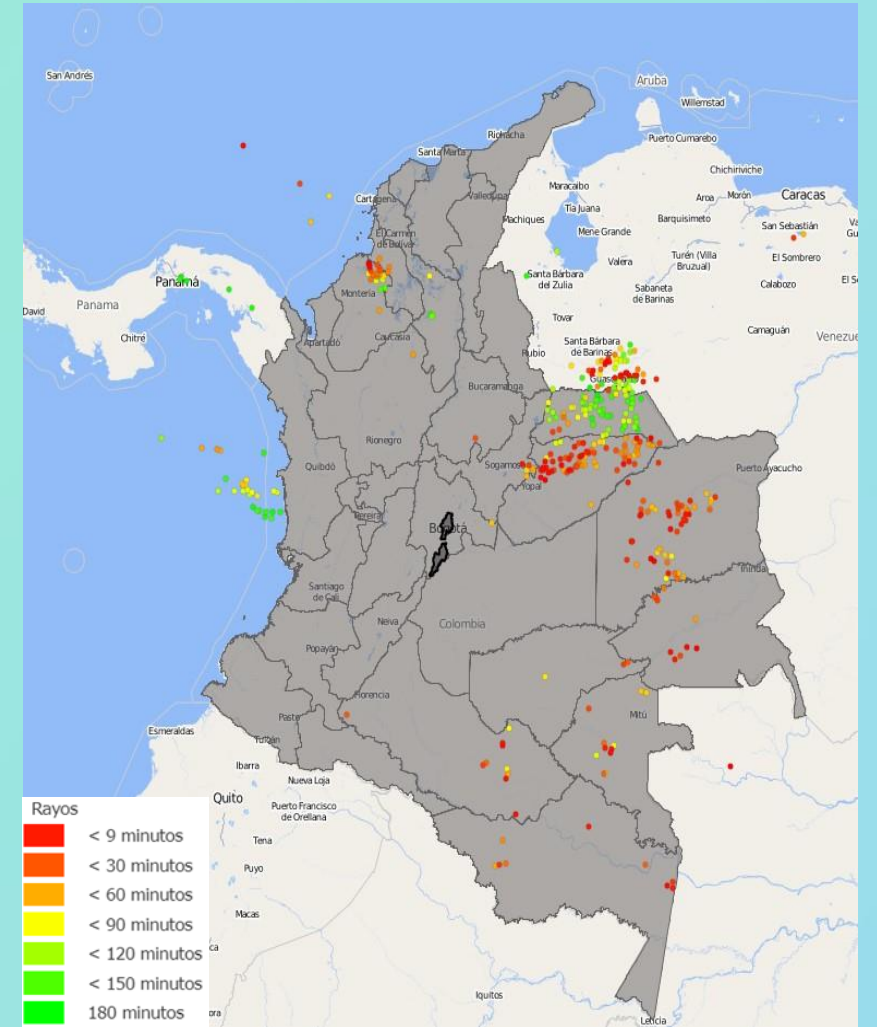 San Andrés
Aruba
Willemstad
Riohacha
Puerto Cumarebo
Santa Marta
Chichiriviche
Maracaibo
Cartagena
Valledupar
Aroa
Morón
Caracas
Tía Juana
Machiques
Barquisimeto
San Sebastián
Mene Grande
El Carmen
de Bolívar
Valera
Turén (Villa
Bruzual)
El Sombrero
Santa Bárbara
del Zulia
Panamá
Montería
Sabaneta
de Barinas
Calabozo
David
Panama
Tovar
Camaguán
Chitré
Apartadó
Caucasia
Santa Bárbara
de Barinas
Rubio
Bucaramanga
Rionegro
Quibdó
Puerto Ayacucho
Yopal
Pereira
Bogotá
Inírida
Santiago
de Cali
Neiva
Colombia
Popayán
Florencia
Mitú
Pasto
Esmeraldas
Ibarra
Nueva Loja
Quito
Puerto Francisco
de Orellana
Tena
Puyo
Macas
Iquitos
Leticia
Rayos
< 9 minutos
< 30 minutos
< 60 minutos
< 90 minutos
< 120 minutos
< 150 minutos
180 minutos